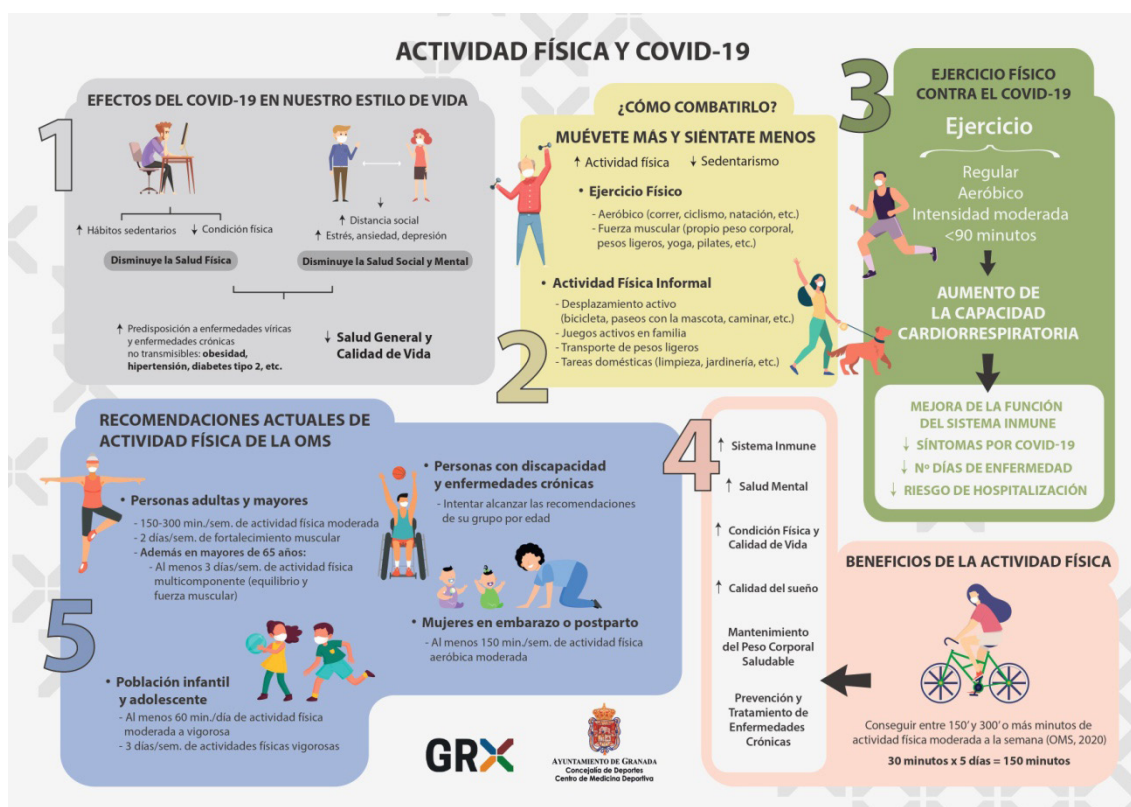 ACTIVIDAD FÍSICA Y COVID-19
1
EFECTOS DEL COVID-19 EN NUESTRO ESTILO DE VIDA
↑ Hábitos sedentarios
↓ Condición física
Disminuye la Salud Física
↓
↑ Distancia social
↑ Estrés, ansiedad, depresión
Disminuye la Salud Social y Mental
↑ Predisposición a enfermedades víricas
y enfermedades crónicas
no transmisibles: obesidad,
hipertensión, diabetes tipo 2, etc.
↓ Salud General y
Calidad de Vida
2
¿CÓMO COMBATIRLO?
MUÉVETE MÁS Y SIÉNTATE MENOS
↑ Actividad física ↓ Sedentarismo
• Ejercicio Físico
- Aeróbico (correr, ciclismo, natación, etc.)
- Fuerza muscular (propio peso corporal,
pesos ligeros, yoga, pilates, etc.)
• Actividad Física Informal
- Desplazamiento activo
(bicicleta, paseos con la mascota, caminar, etc.)
- Juegos activos en familia
- Transporte de pesos ligeros
- Tareas domésticas (limpieza, jardinería, etc.)
3
EJERCICIO FÍSICO
CONTRA EL COVID-19
Ejercicio
Regular
Aeróbico
Intensidad moderada
<90 minutos
AUMENTO DE
LA CAPACIDAD
CARDIORRESPIRATORIA
MEJORA DE LA FUNCIÓN
DEL SISTEMA INMUNE
↓ SÍNTOMAS POR COVID-19
↓ Nº DÍAS DE ENFERMEDAD
↓ RIESGO DE HOSPITALIZACIÓN
4
↑ Sistema Inmune
↑ Salud Mental
↑ Condición Física y
Calidad de Vida
↑ Calidad del sueño
Mantenimiento
del Peso Corporal
Saludable
Prevención y
Tratamiento de
Enfermedades
Crónicas
BENEFICIOS DE LA ACTIVIDAD FÍSICA
Conseguir entre 150' y 300' o más minutos de
actividad física moderada a la semana (OMS, 2020)
30 minutos x 5 días = 150 minutos
5
RECOMENDACIONES ACTUALES DE
ACTIVIDAD FÍSICA DE LA OMS
• Personas adultas y mayores
- 150-300 min./sem. de actividad física moderada
- 2 días/sem. de fortalecimiento muscular
- Además en mayores de 65 años:
- Al menos 3 días/sem. de actividad física
multicomponente (equilibrio y
fuerza muscular)
• Personas con discapacidad
y enfermedades crónicas
- Intentar alcanzar las recomendaciones
de su grupo por edad
• Mujeres en embarazo o postparto
- Al menos 150 min./sem. de actividad física
aeróbica moderada
• Población infantil
y adolescente
- Al menos 60 min./día de actividad física
moderada a vigorosa
- 3 días/sem. de actividades físicas vigorosas
GRX
AYUNTAMIENTO DE GRANADA
Concejalía de Deportes
Centro de Medicina Deportiva